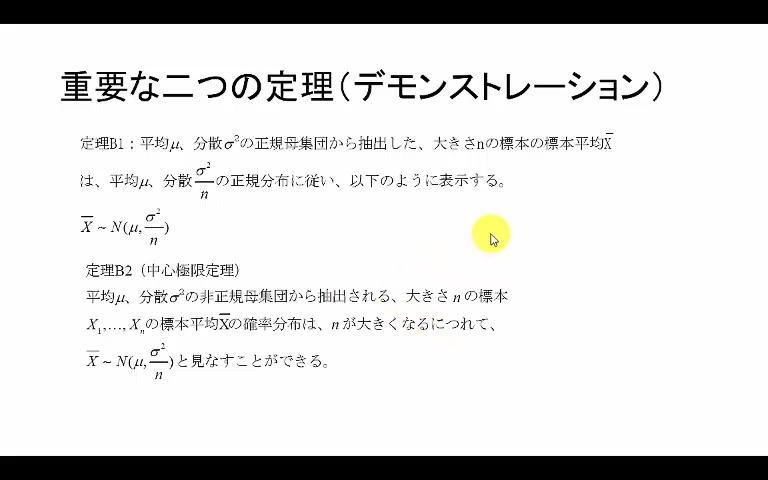 重要な二つの定理（デモンストレーション）
定理B1：平均μ、分散σ²の正規母集団から抽出した、大きさnの標本の標本平均X̅
は、平均μ、分散σ²/nの正規分布に従い、以下のように表示する。
X̅ ~ N(μ, σ²/n)
定理B2（中心極限定理）
平均μ、分散σ²の非正規母集団から抽出される、大きさ n の標本
X₁,…, Xₙの標本平均X̅の確率分布は、n が大きくなるにつれて、
X̅ ~ N(μ, σ²/n)と見なすことができる。